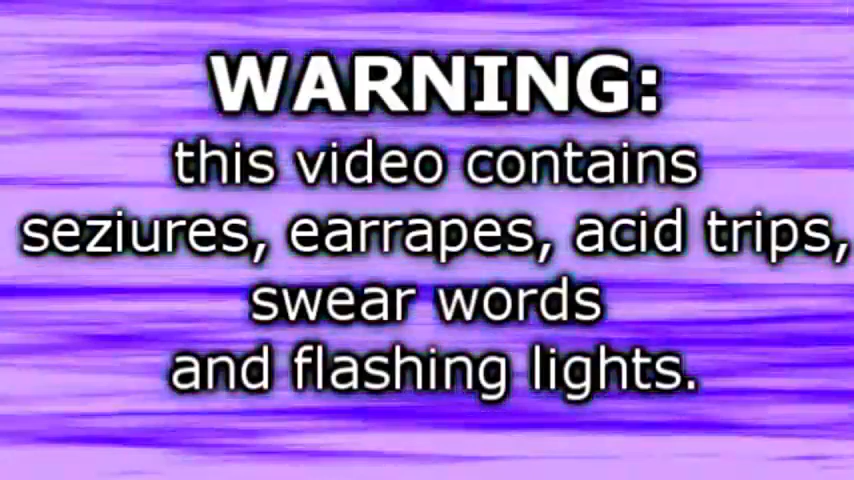 WARNING:
this video contains
seziures, earrapes, acid trips,
swear words
and flashing lights.